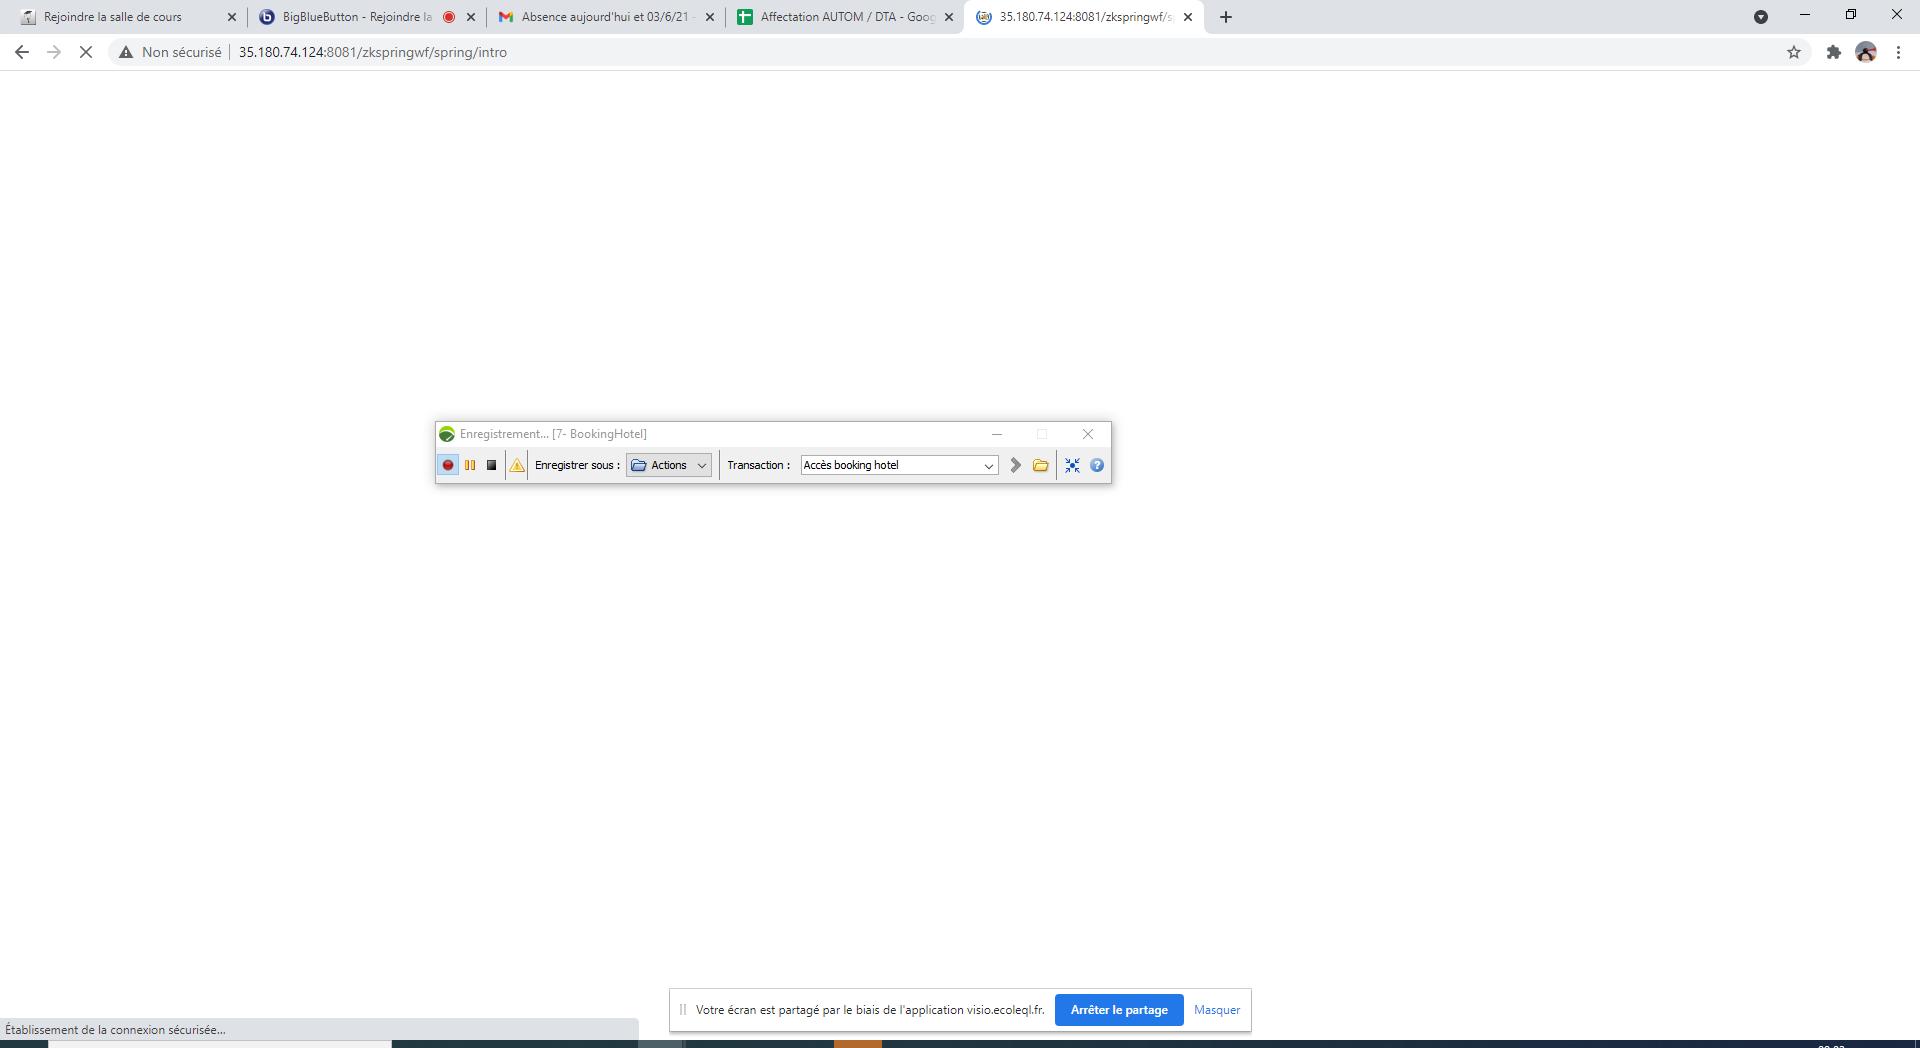 Rejoindre la salle de cours
BigBlueButton - Rejoindre la
Absence aujourd'hui et 03/6/21 -
Affectation AUTOM / DTA - Goog
35.180.74.124:8081/zkspringwf/s
Non sécurisé
35.180.74.124:8081/zkspringwf/spring/intro
Enregistrement... [7- BookingHotel]
Enregistrer sous : Actions Transaction : Accès booking hotel
Votre écran est partagé par le biais de l'application visio.ecoleql.fr. Arrêter le partage Masquer
Établissement de la connexion sécurisée...